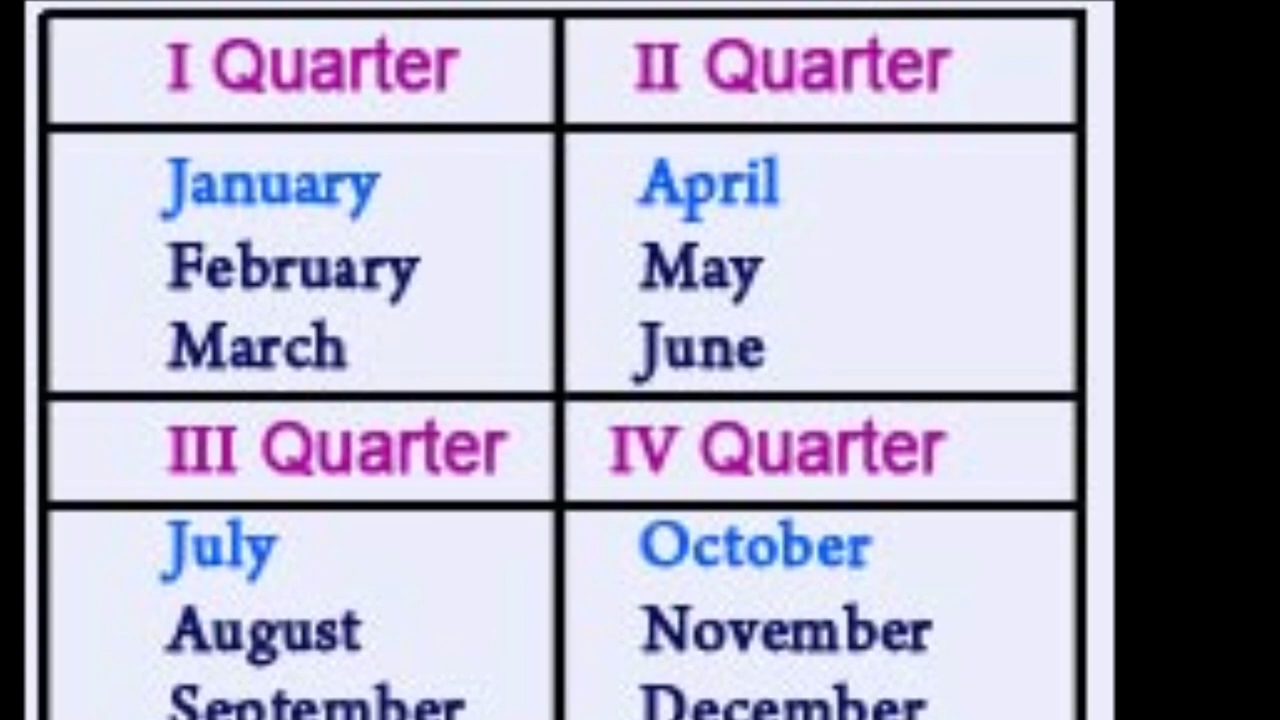 I Quarter
II Quarter
January
February
March
April
May
June
III Quarter
IV Quarter
July
August
September
October
November
December